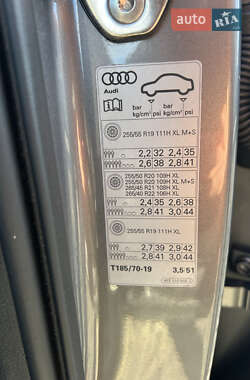 AUTO RIA
Audi
bar bar
kg/cm² psi kg/cm² psi
255/55 R19 111H XL M+S
2,2 32 2,4 35
2,6 38 2,8 41
255/50 R20 109H XL M+S
255/50 R20 109H XL
265/45 R21 108H XL
265/40 R22 106H XL
2,4 35 2,6 38
2,8 41 3,0 44
255/55 R19 111H XL
2,7 39 2,9 42
2,8 41 3,0 44
T185/70-19 3,5 51